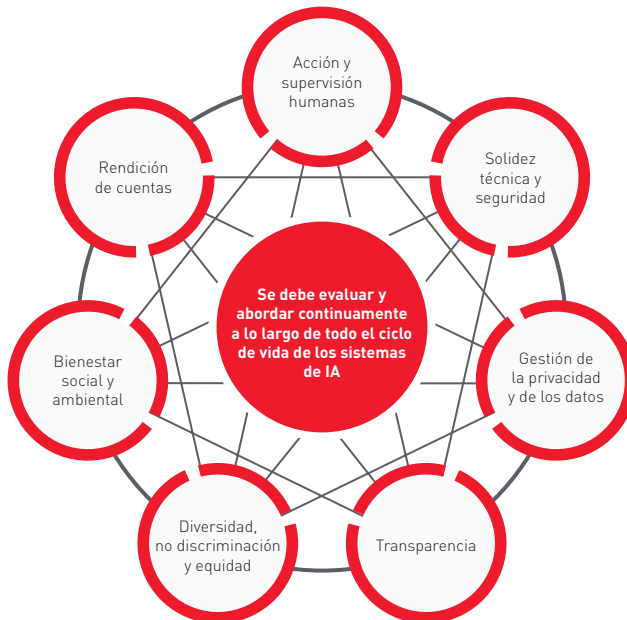 Acción y
supervisión
humanas
Solidez
técnica y
seguridad
Gestión de
la privacidad
y de los datos
Transparencia
Diversidad,
no discriminación
y equidad
Bienestar
social y
ambiental
Rendición
de cuentas
Se debe evaluar y
abordar continuamente
a lo largo de todo el ciclo
de vida de los sistemas
de IA